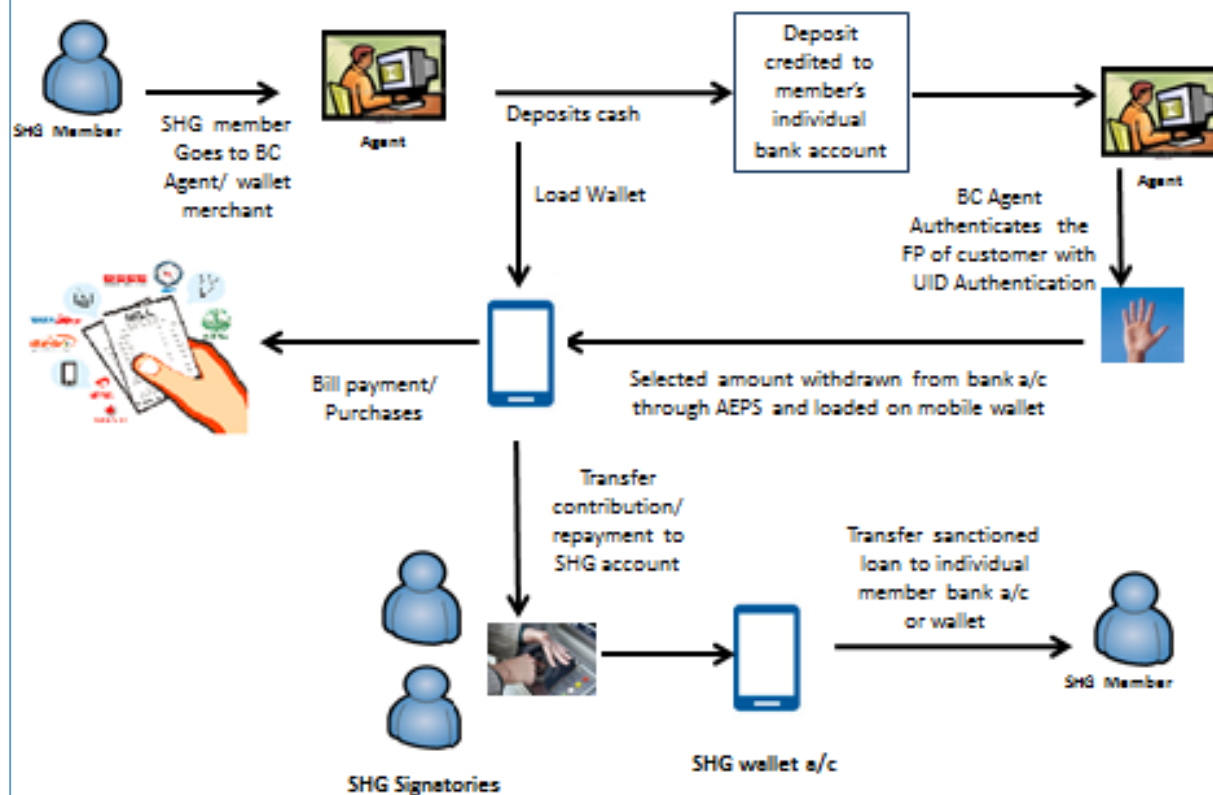 SHG Member
SHG member
Goes to BC
Agent/ wallet
merchant
Agent
Deposits cash
Load Wallet
Deposit
credited to
member's
individual
bank account
Agent
BC Agent
Authenticates the
FP of customer with
UID Authentication
BILL
Bill payment/
Purchases
Selected amount withdrawn from bank a/c
through AEPS and loaded on mobile wallet
Transfer
contribution/
repayment to
SHG account
Transfer sanctioned
loan to individual
member bank a/c
or wallet
SHG Member
SHG wallet a/c
SHG Signatories